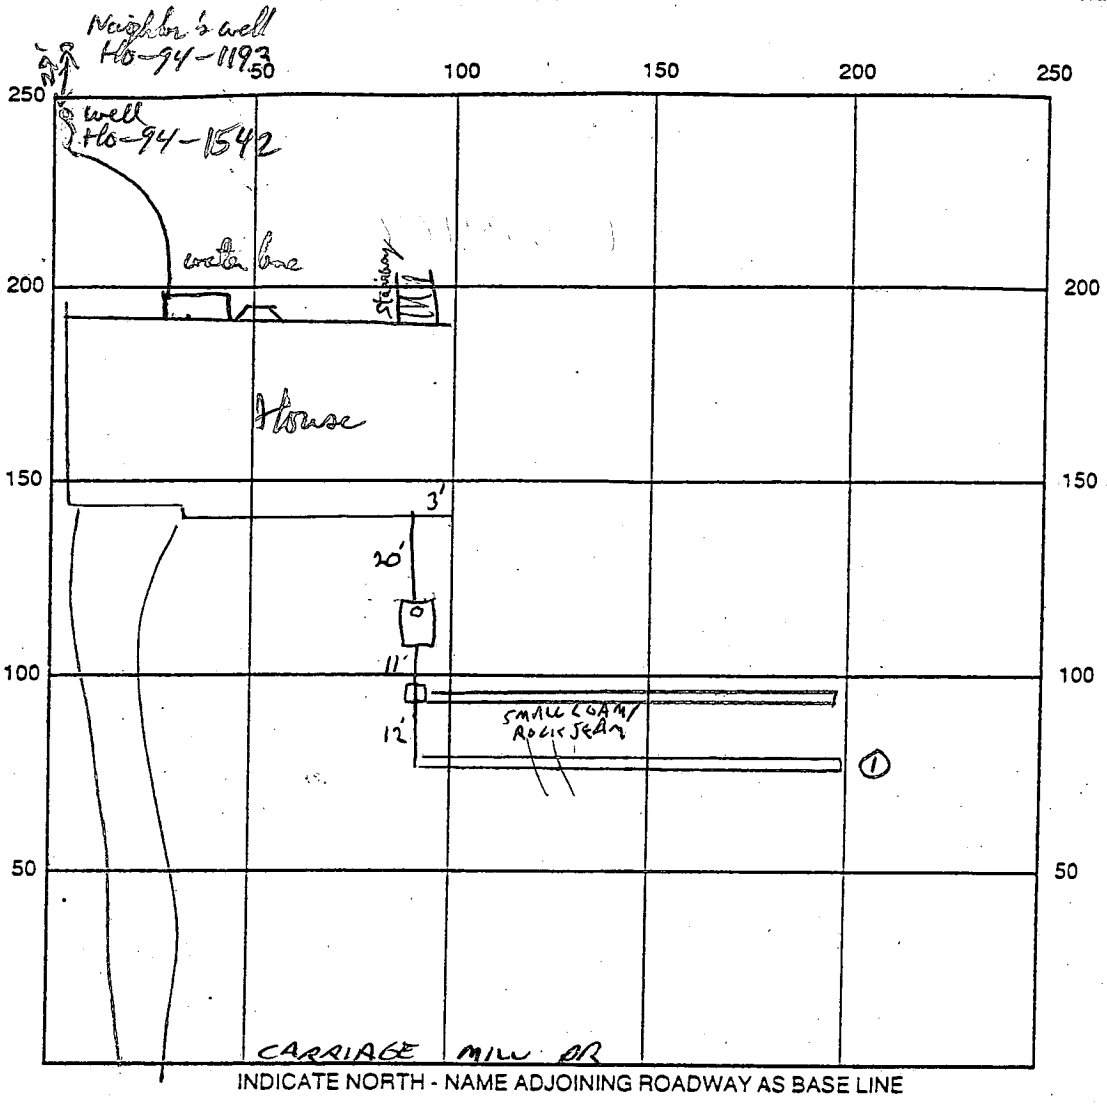 Neighbor's well
Ho-94-1193
50 100 150 200 250
250
well
Ho-94-1542
water line
Stairway
200 200
House
150 150
3'
20'
11'
100 100
SMALL LOAM/
ROCK SEAM
12'
1
50 50
CARRIAGE MILL DR
INDICATE NORTH - NAME ADJOINING ROADWAY AS BASE LINE